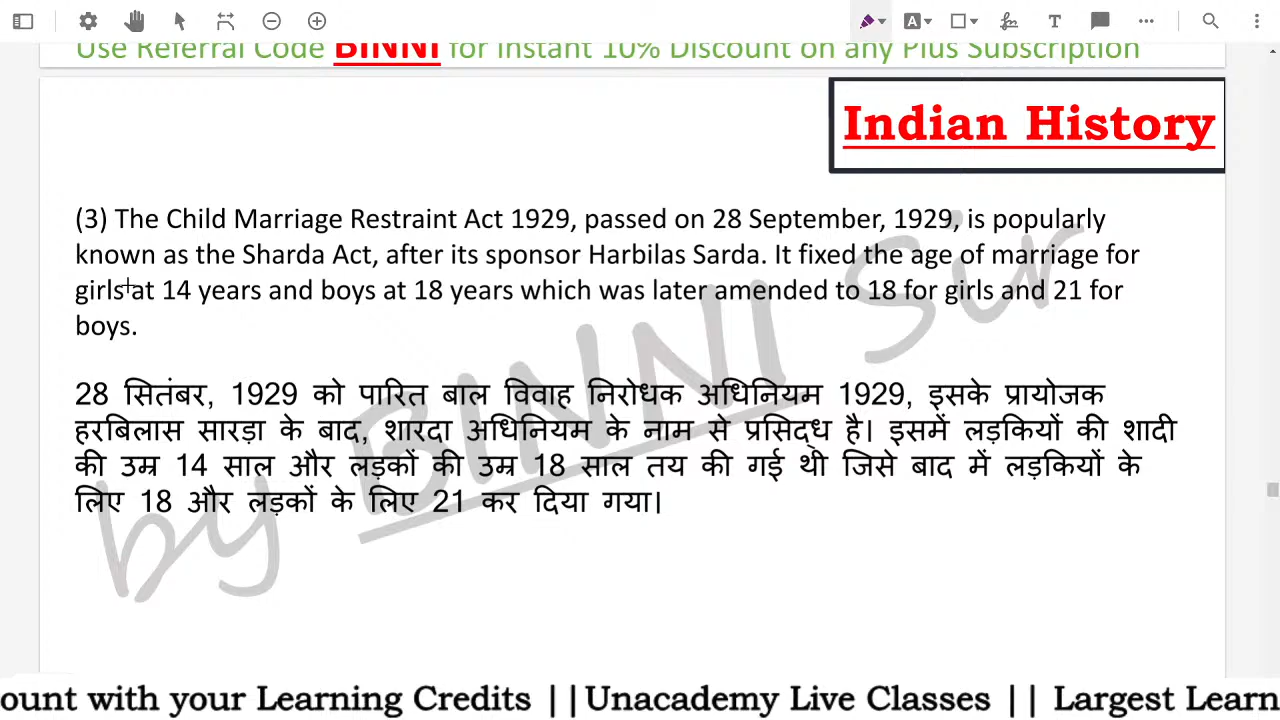 Use Referral Code BINNI for Instant 10% Discount on any Plus Subscription
Indian History
(3) The Child Marriage Restraint Act 1929, passed on 28 September, 1929, is popularly
known as the Sharda Act, after its sponsor Harbilas Sarda. It fixed the age of marriage for
girls at 14 years and boys at 18 years which was later amended to 18 for girls and 21 for
boys.
28 सितंबर, 1929 को पारित बाल विवाह निरोधक अधिनियम 1929, इसके प्रायोजक
हरबिलास सारड़ा के बाद, शारदा अधिनियम के नाम से प्रसिद्ध है। इसमें लड़कियों की शादी
की उम्र 14 साल और लड़कों की उम्र 18 साल तय की गई थी जिसे बाद में लड़कियों के
लिए 18 और लड़कों के लिए 21 कर दिया गया।
by BINNI Sir
ount with your Learning Credits ||Unacademy Live Classes || Largest Learn